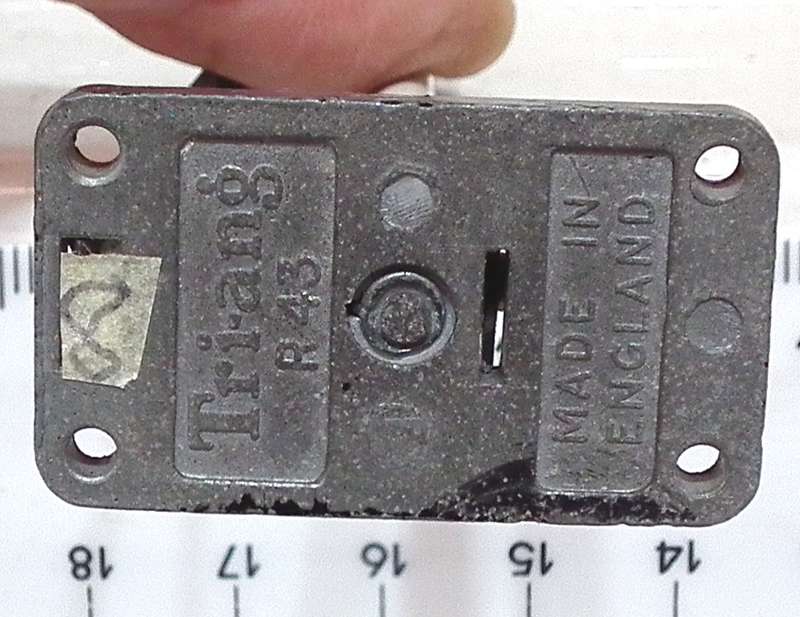 Tri-ang
R 43
MADE IN
ENGLAND
18 17 16 15 14